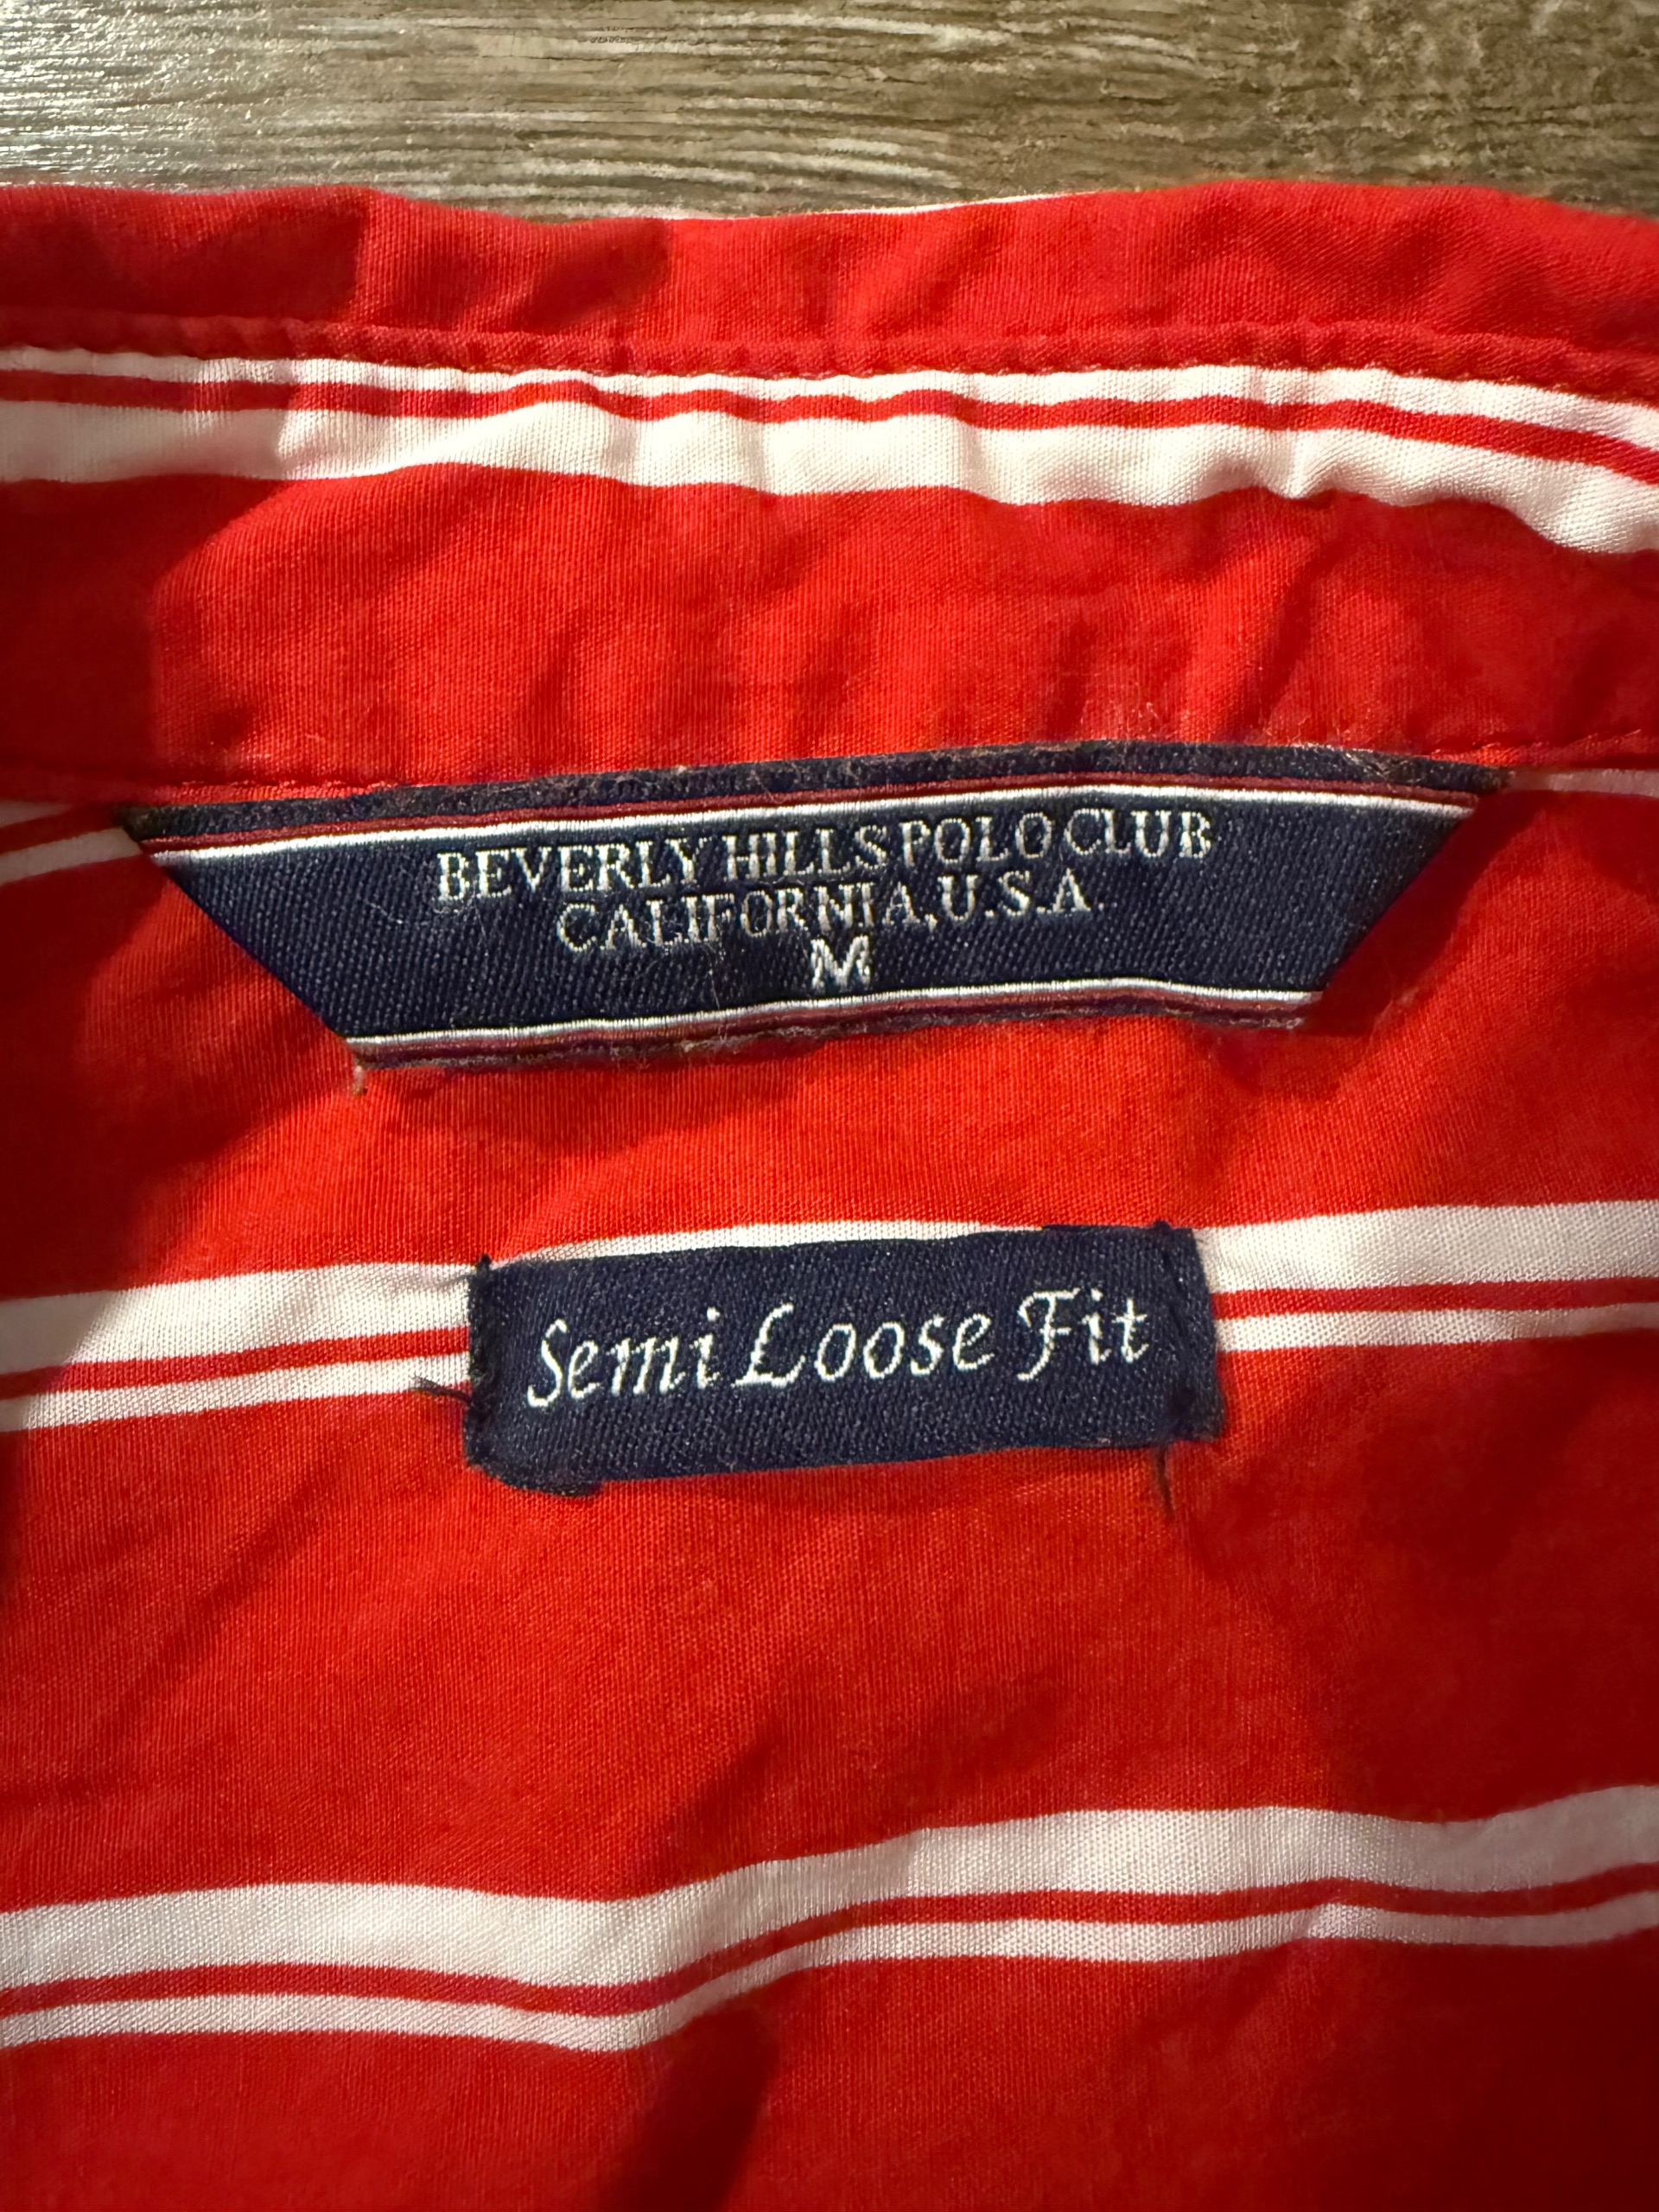 BEVERLY HILLS POLO CLUB
CALIFORNIA, U.S.A.
M
Semi Loose Fit